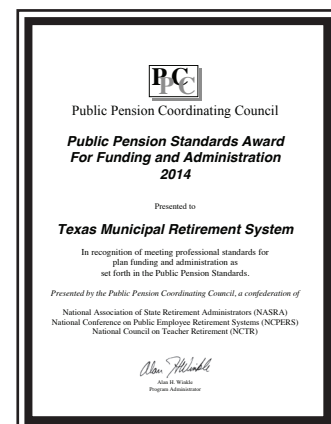 PPCC
Public Pension Coordinating Council
Public Pension Standards Award
For Funding and Administration
2014
Presented to
Texas Municipal Retirement System
In recognition of meeting professional standards for
plan funding and administration as
set forth in the Public Pension Standards.
Presented by the Public Pension Coordinating Council, a confederation of
National Association of State Retirement Administrators (NASRA)
National Conference on Public Employee Retirement Systems (NCPERS)
National Council on Teacher Retirement (NCTR)
Alan H. Winkle
Alan H. Winkle
Program Administrator